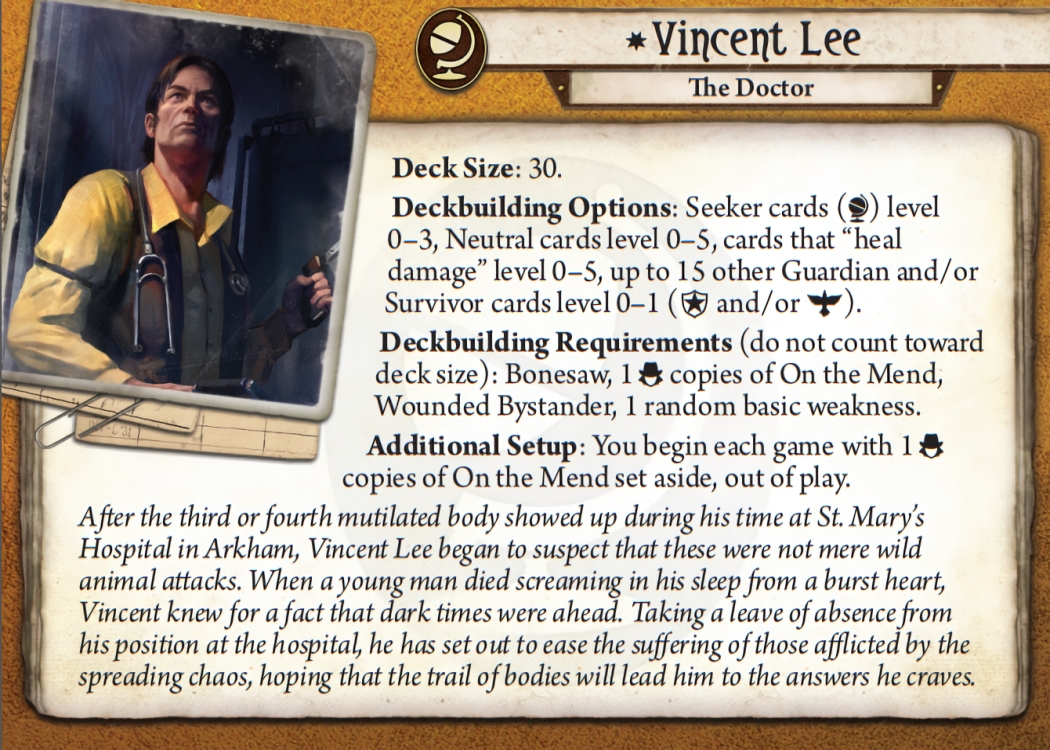 Vincent Lee
The Doctor
Deck Size: 30.
Deckbuilding Options: Seeker cards () level
0–3, Neutral cards level 0–5, cards that “heal
damage” level 0–5, up to 15 other Guardian and/or
Survivor cards level 0–1 ( and/or ).
Deckbuilding Requirements (do not count toward
deck size): Bonesaw, 1 copies of On the Mend,
Wounded Bystander, 1 random basic weakness.
Additional Setup: You begin each game with 1
copies of On the Mend set aside, out of play.
After the third or fourth mutilated body showed up during his time at St. Mary’s
Hospital in Arkham, Vincent Lee began to suspect that these were not mere wild
animal attacks. When a young man died screaming in his sleep from a burst heart,
Vincent knew for a fact that dark times were ahead. Taking a leave of absence from
his position at the hospital, he has set out to ease the suffering of those afflicted by the
spreading chaos, hoping that the trail of bodies will lead him to the answers he craves.